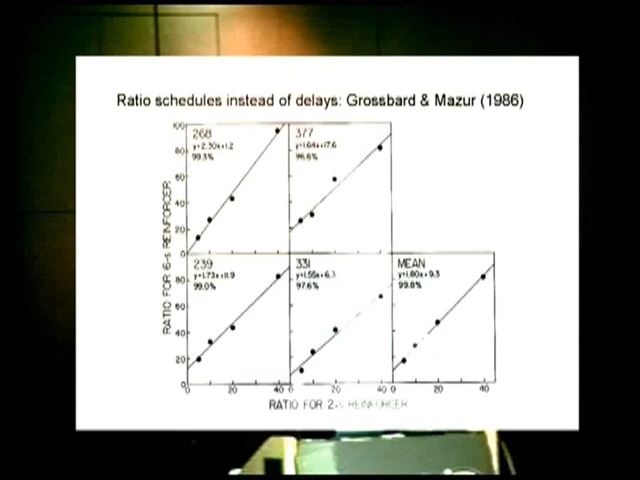 Ratio schedules instead of delays: Grossbard & Mazur (1986)
RATIO FOR 6-s REINFORCER
100
80
60
40
20
0
268
y=2.30x+1.2
99.3%
377
y=1.64x+17.6
96.8%
80
60
40
20
0
239
y=1.73x+11.9
99.0%
331
y=1.55x+6.3
97.6%
MEAN
y=1.80x+9.3
99.8%
0 20 40 0 20 40 0 20 40
RATIO FOR 2-s REINFORCER